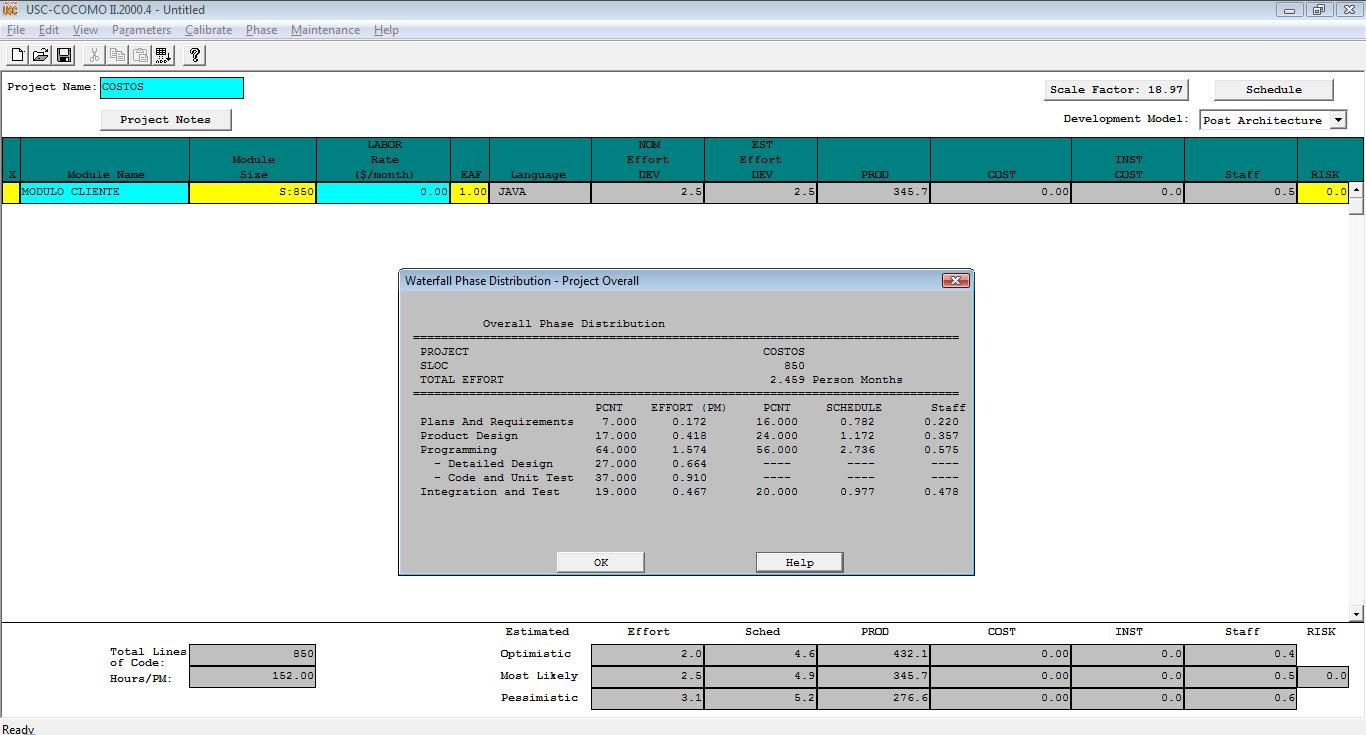 USC-COCOMO II.2000.4 - Untitled
File Edit View Parameters Calibrate Phase Maintenance Help
Project Name: COSTOS
Scale Factor: 18.97 Schedule
Project Notes
Development Model: Post Architecture
X Module Name Module Size LABOR Rate ($/month) EAF Language NOM Effort DEV EST Effort DEV PROD COST INST COST Staff RISK
MODULO CLIENTE S:850 0.00 1.00 JAVA 2.5 2.5 345.7 0.00 0.0 0.5 0.0
Waterfall Phase Distribution - Project Overall
Overall Phase Distribution
================================================================================
PROJECT COSTOS
SLOC 850
TOTAL EFFORT 2.459 Person Months
================================================================================
PCNT EFFORT (PM) PCNT SCHEDULE Staff
Plans And Requirements 7.000 0.172 16.000 0.782 0.220
Product Design 17.000 0.418 24.000 1.172 0.357
Programming 64.000 1.574 56.000 2.736 0.575
- Detailed Design 27.000 0.664 ---- ---- ----
- Code and Unit Test 37.000 0.910 ---- ---- ----
Integration and Test 19.000 0.467 20.000 0.977 0.478
OK Help
Estimated Effort Sched PROD COST INST Staff RISK
Total Lines of Code: 850
Hours/PM: 152.00
Optimistic 2.0 4.6 432.1 0.00 0.0 0.4
Most Likely 2.5 4.9 345.7 0.00 0.0 0.5 0.0
Pessimistic 3.1 5.2 276.6 0.00 0.0 0.6
Ready